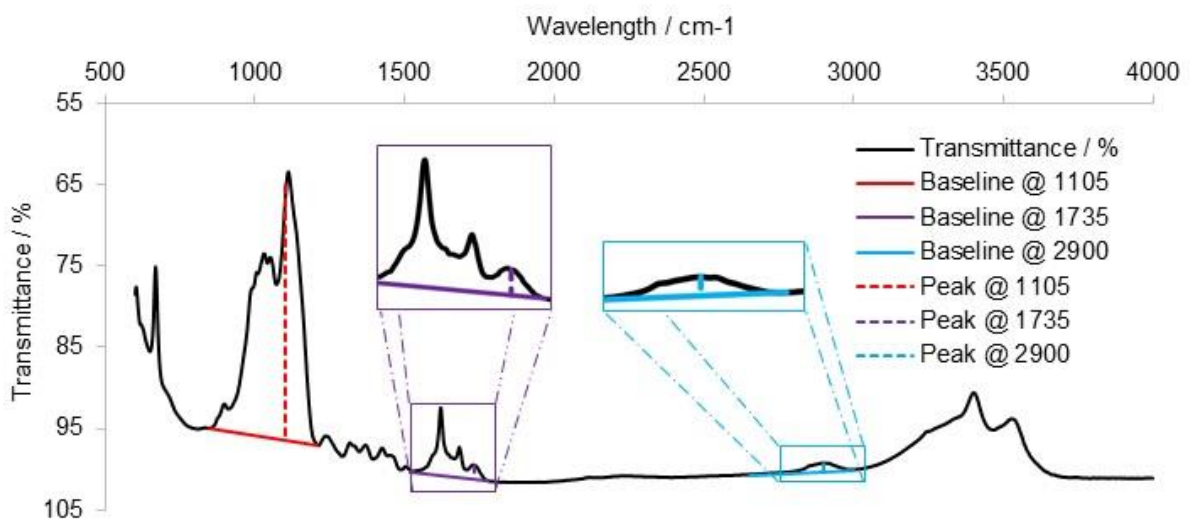 Wavelength / cm-1
500 1000 1500 2000 2500 3000 3500 4000
55
65
75
85
95
105
Transmittance / %
Transmittance / %
Baseline @ 1105
Baseline @ 1735
Baseline @ 2900
Peak @ 1105
Peak @ 1735
Peak @ 2900